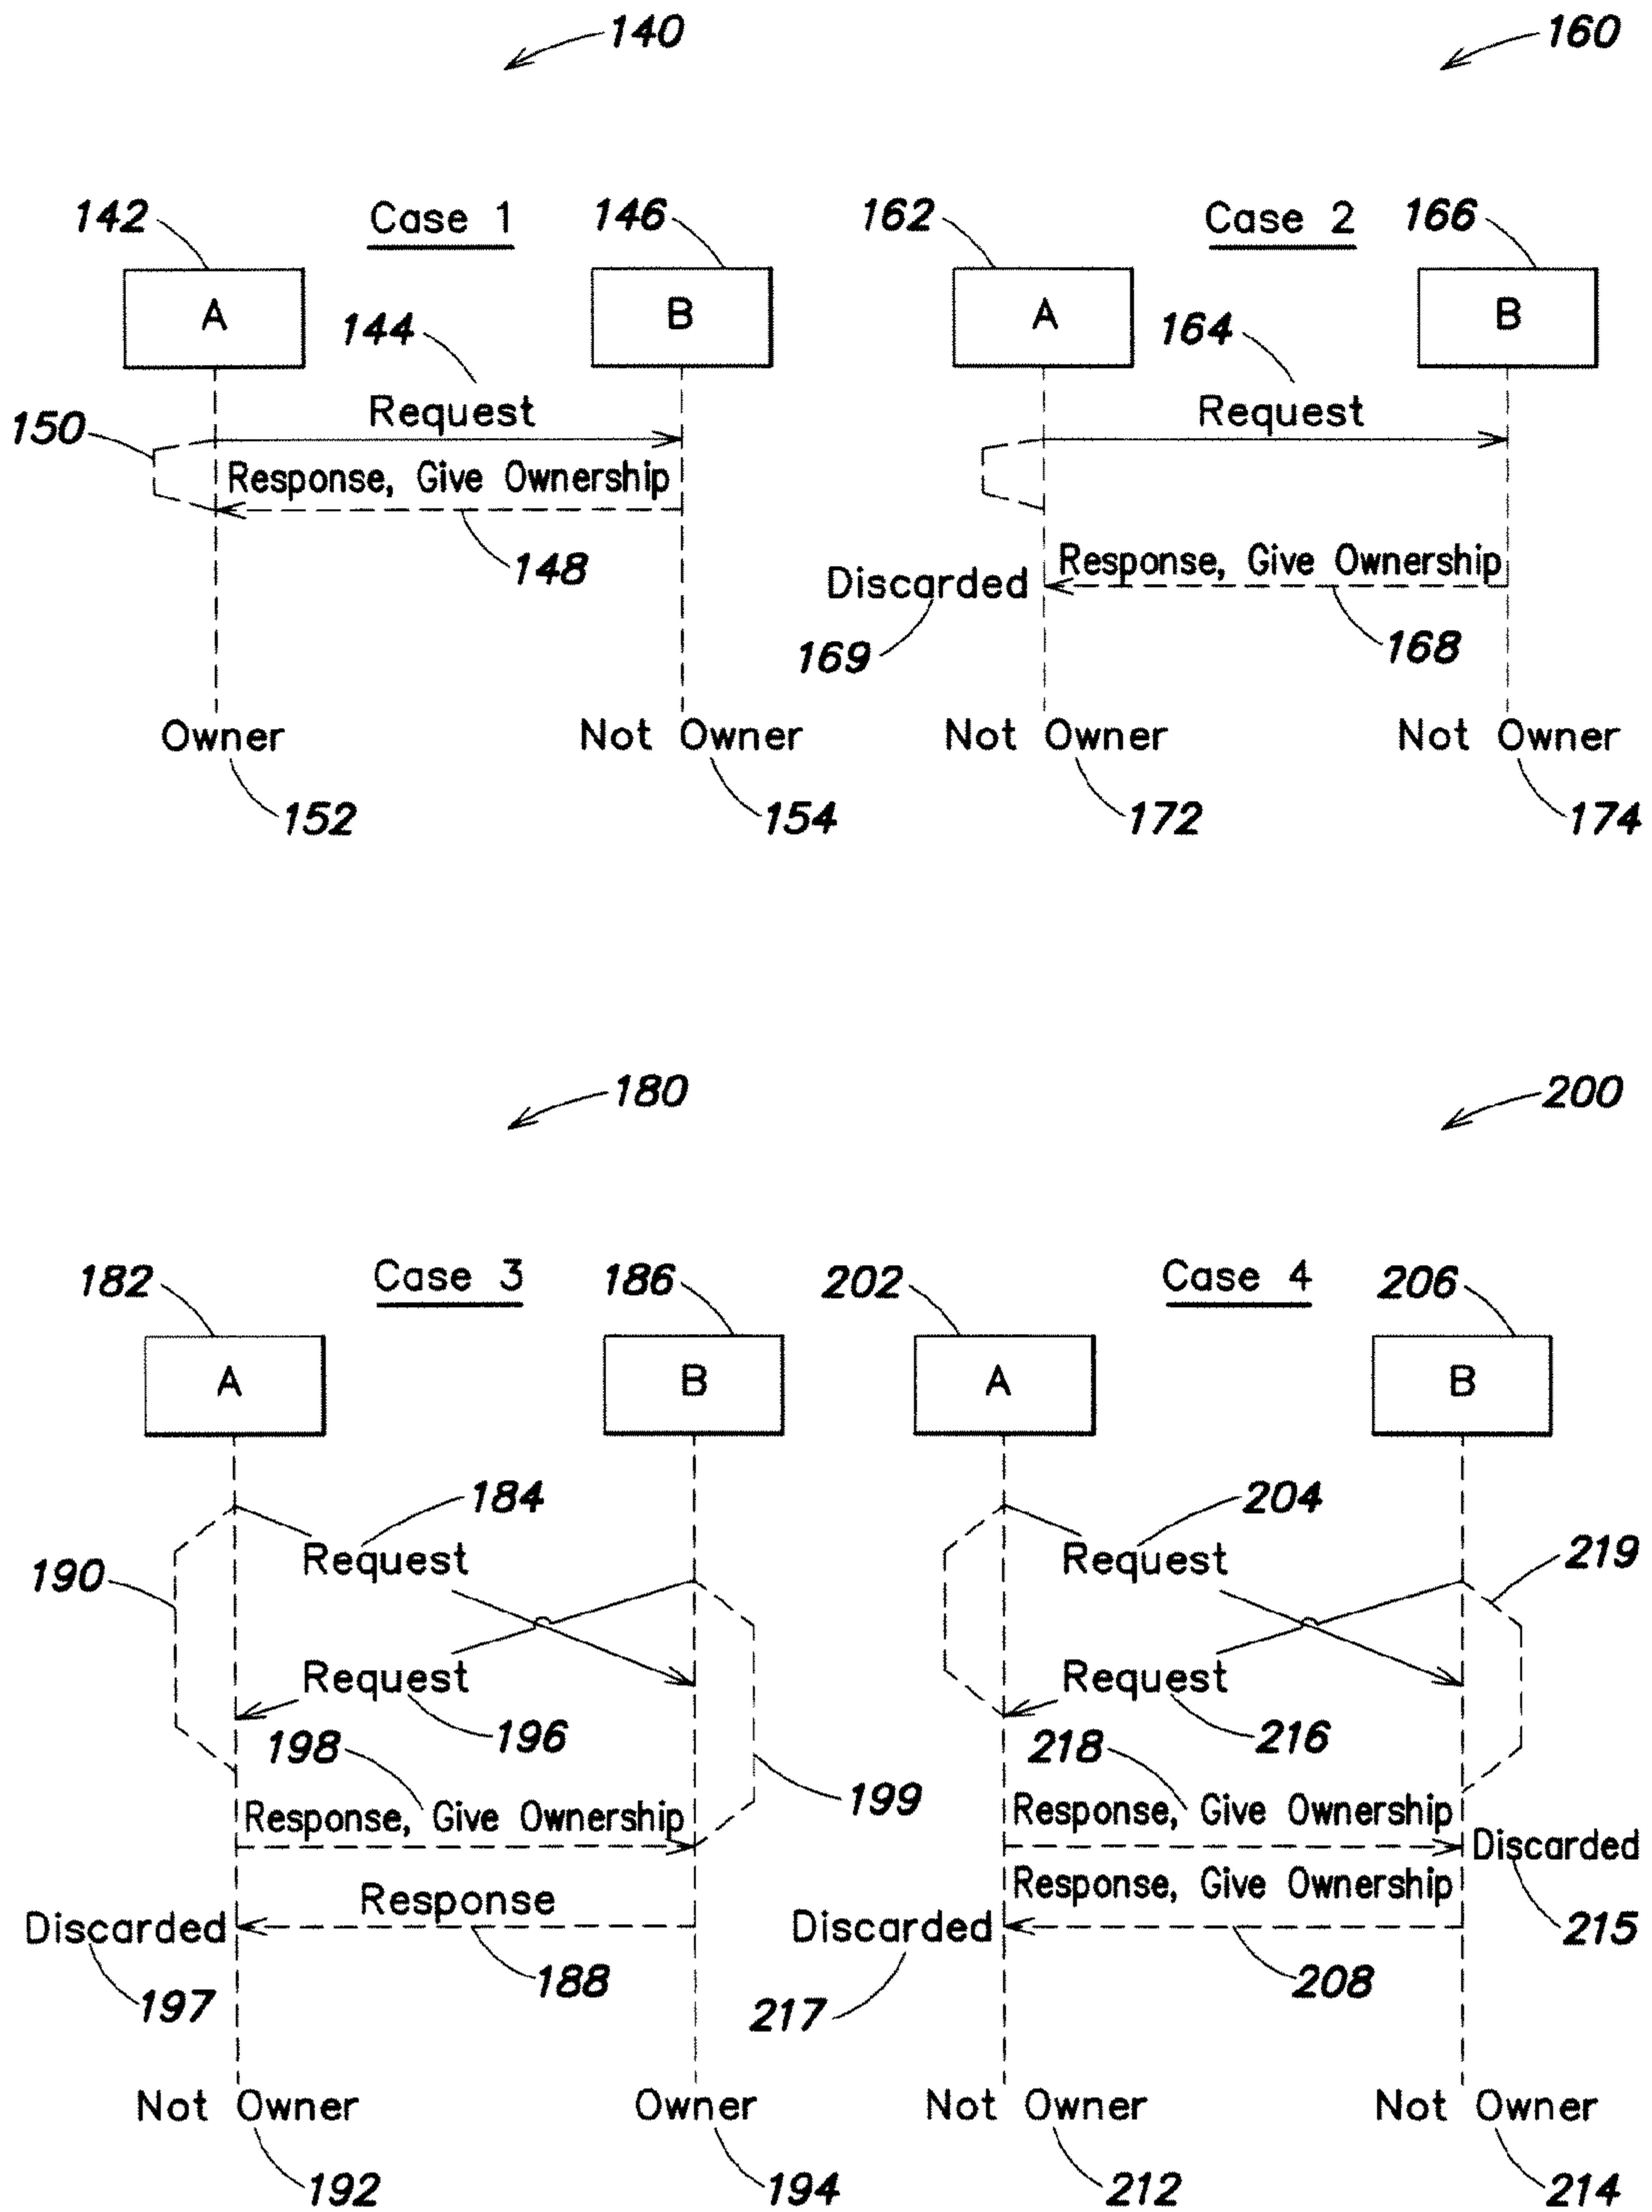 140 160
142 Case 1 146 162 Case 2 166
A B A B
144 164
Request Request
150
Response, Give Ownership
148
Response, Give Ownership
Discarded
169 168
Owner Not Owner Not Owner Not Owner
152 154 172 174
180 200
182 Case 3 186 202 Case 4 206
A B A B
184 204
Request Request
190 219
Request Request
198 196 218 216
199
Response, Give Ownership Response, Give Ownership
Discarded
Response Response, Give Ownership
Discarded Discarded
188 208 215
197 217
Not Owner Owner Not Owner Not Owner
192 194 212 214